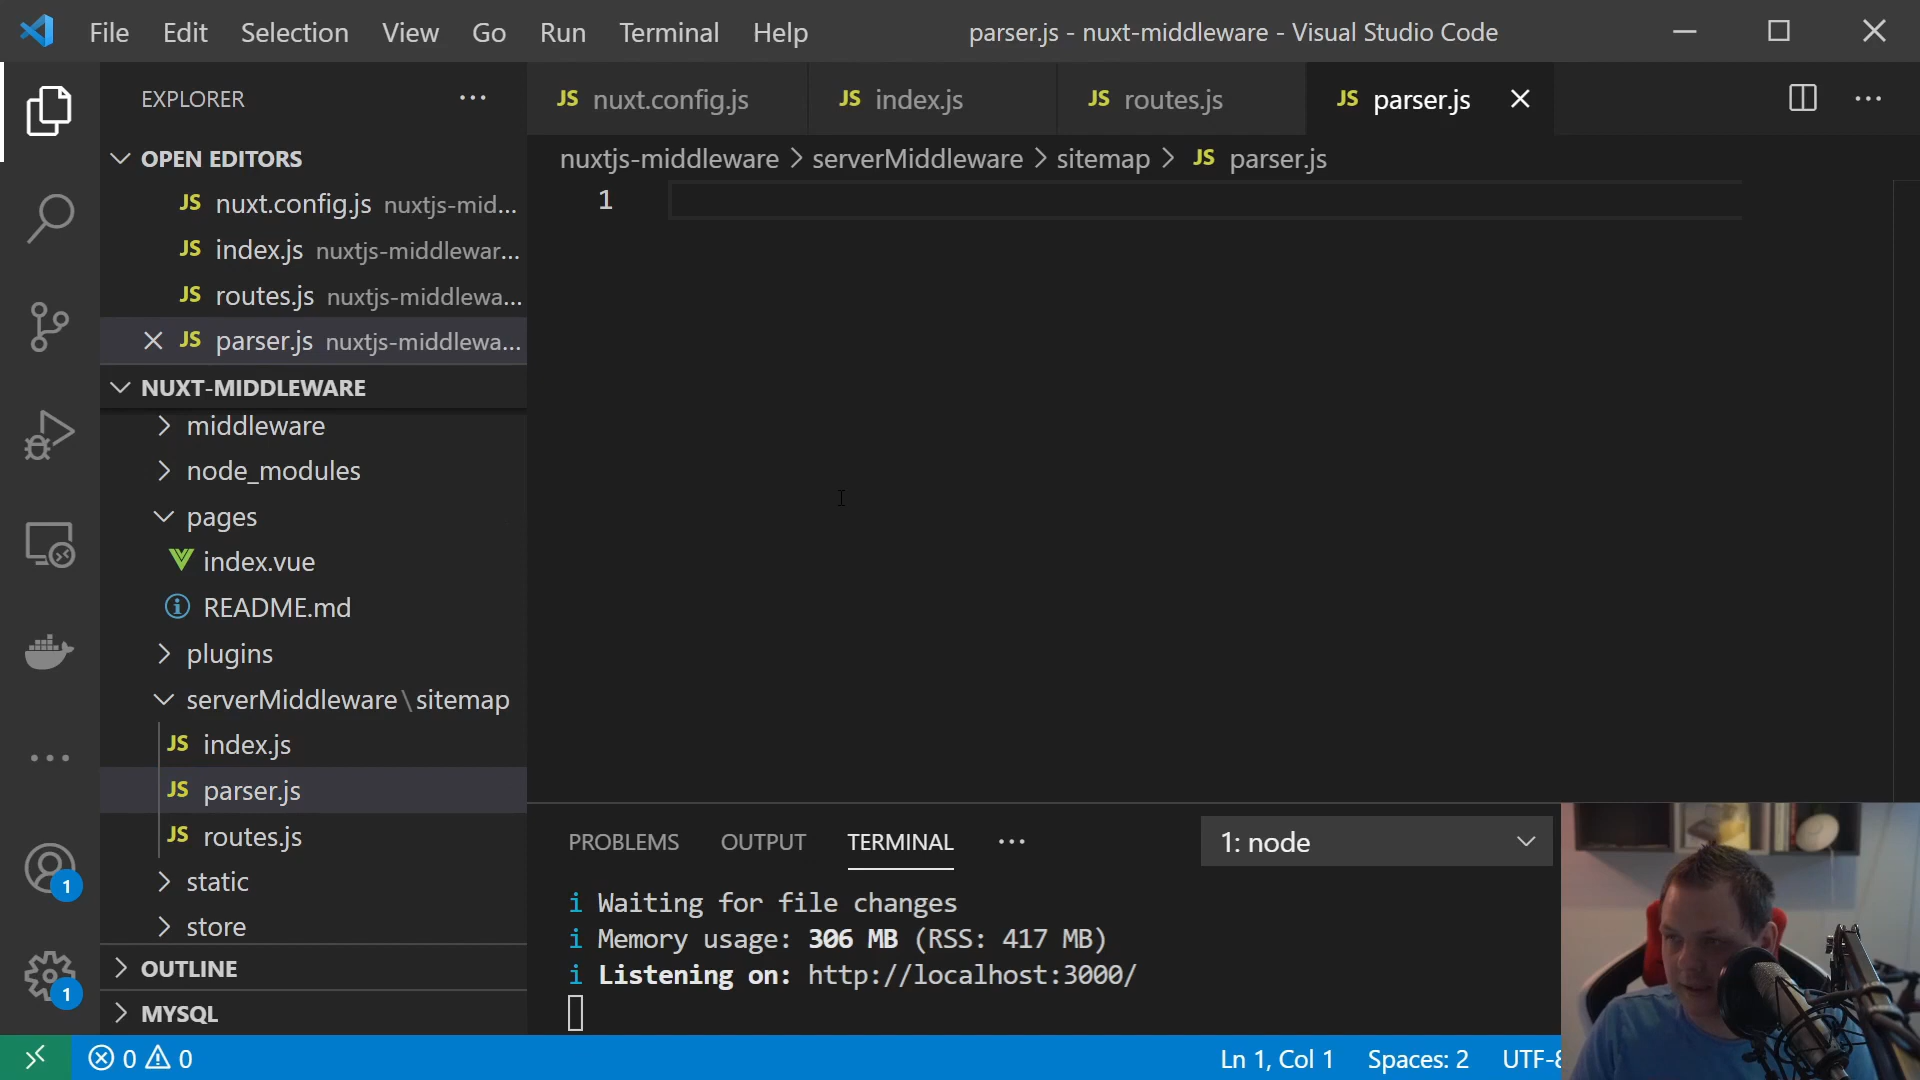 File Edit Selection View Go Run Terminal Help
parser.js - nuxt-middleware - Visual Studio Code
EXPLORER
OPEN EDITORS
JS nuxt.config.js nuxtjs-mid...
JS index.js nuxtjs-middlewar...
JS routes.js nuxtjs-middlewa...
JS parser.js nuxtjs-middlewa...
NUXT-MIDDLEWARE
middleware
node_modules
pages
index.vue
README.md
plugins
serverMiddleware\sitemap
JS index.js
JS parser.js
JS routes.js
static
store
OUTLINE
MYSQL
1
1
JS nuxt.config.js
JS index.js
JS routes.js
JS parser.js
nuxtjs-middleware > serverMiddleware > sitemap > JS parser.js
1
PROBLEMS OUTPUT TERMINAL ...
1: node
i Waiting for file changes
i Memory usage: 306 MB (RSS: 417 MB)
i Listening on: http://localhost:3000/
0 0
Ln 1, Col 1 Spaces: 2 UTF-8